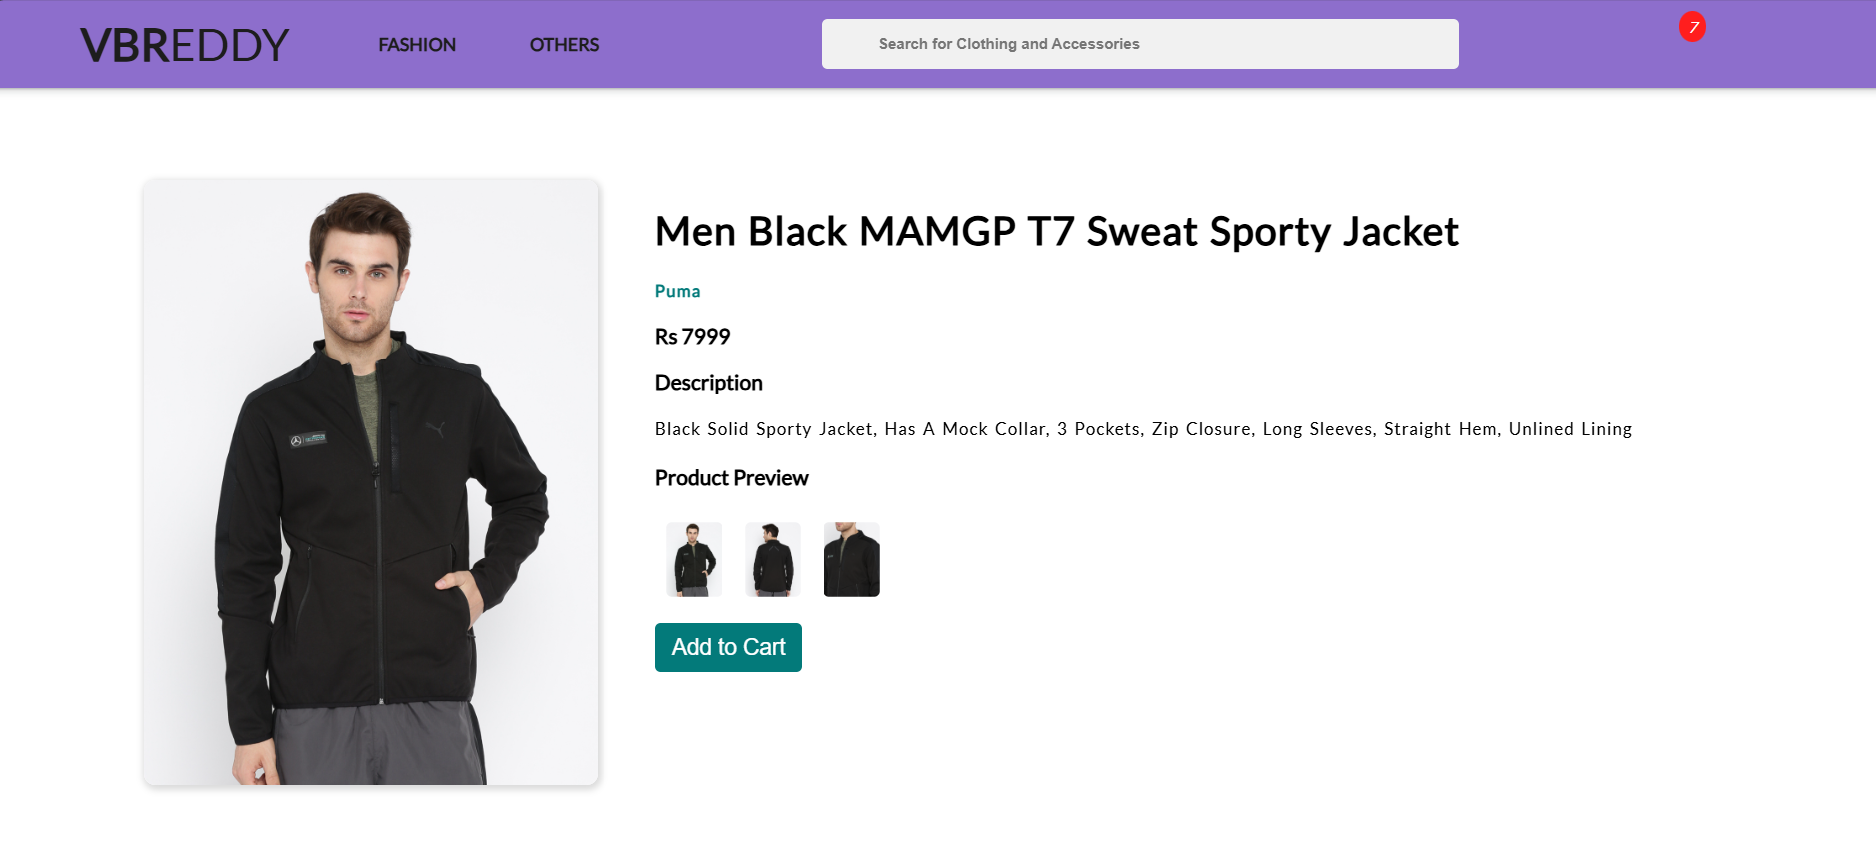 VBREDDY
FASHION
OTHERS
Search for Clothing and Accessories
7
Men Black MAMGP T7 Sweat Sporty Jacket
Puma
Rs 7999
Description
Black Solid Sporty Jacket, Has A Mock Collar, 3 Pockets, Zip Closure, Long Sleeves, Straight Hem, Unlined Lining
Product Preview
Add to Cart